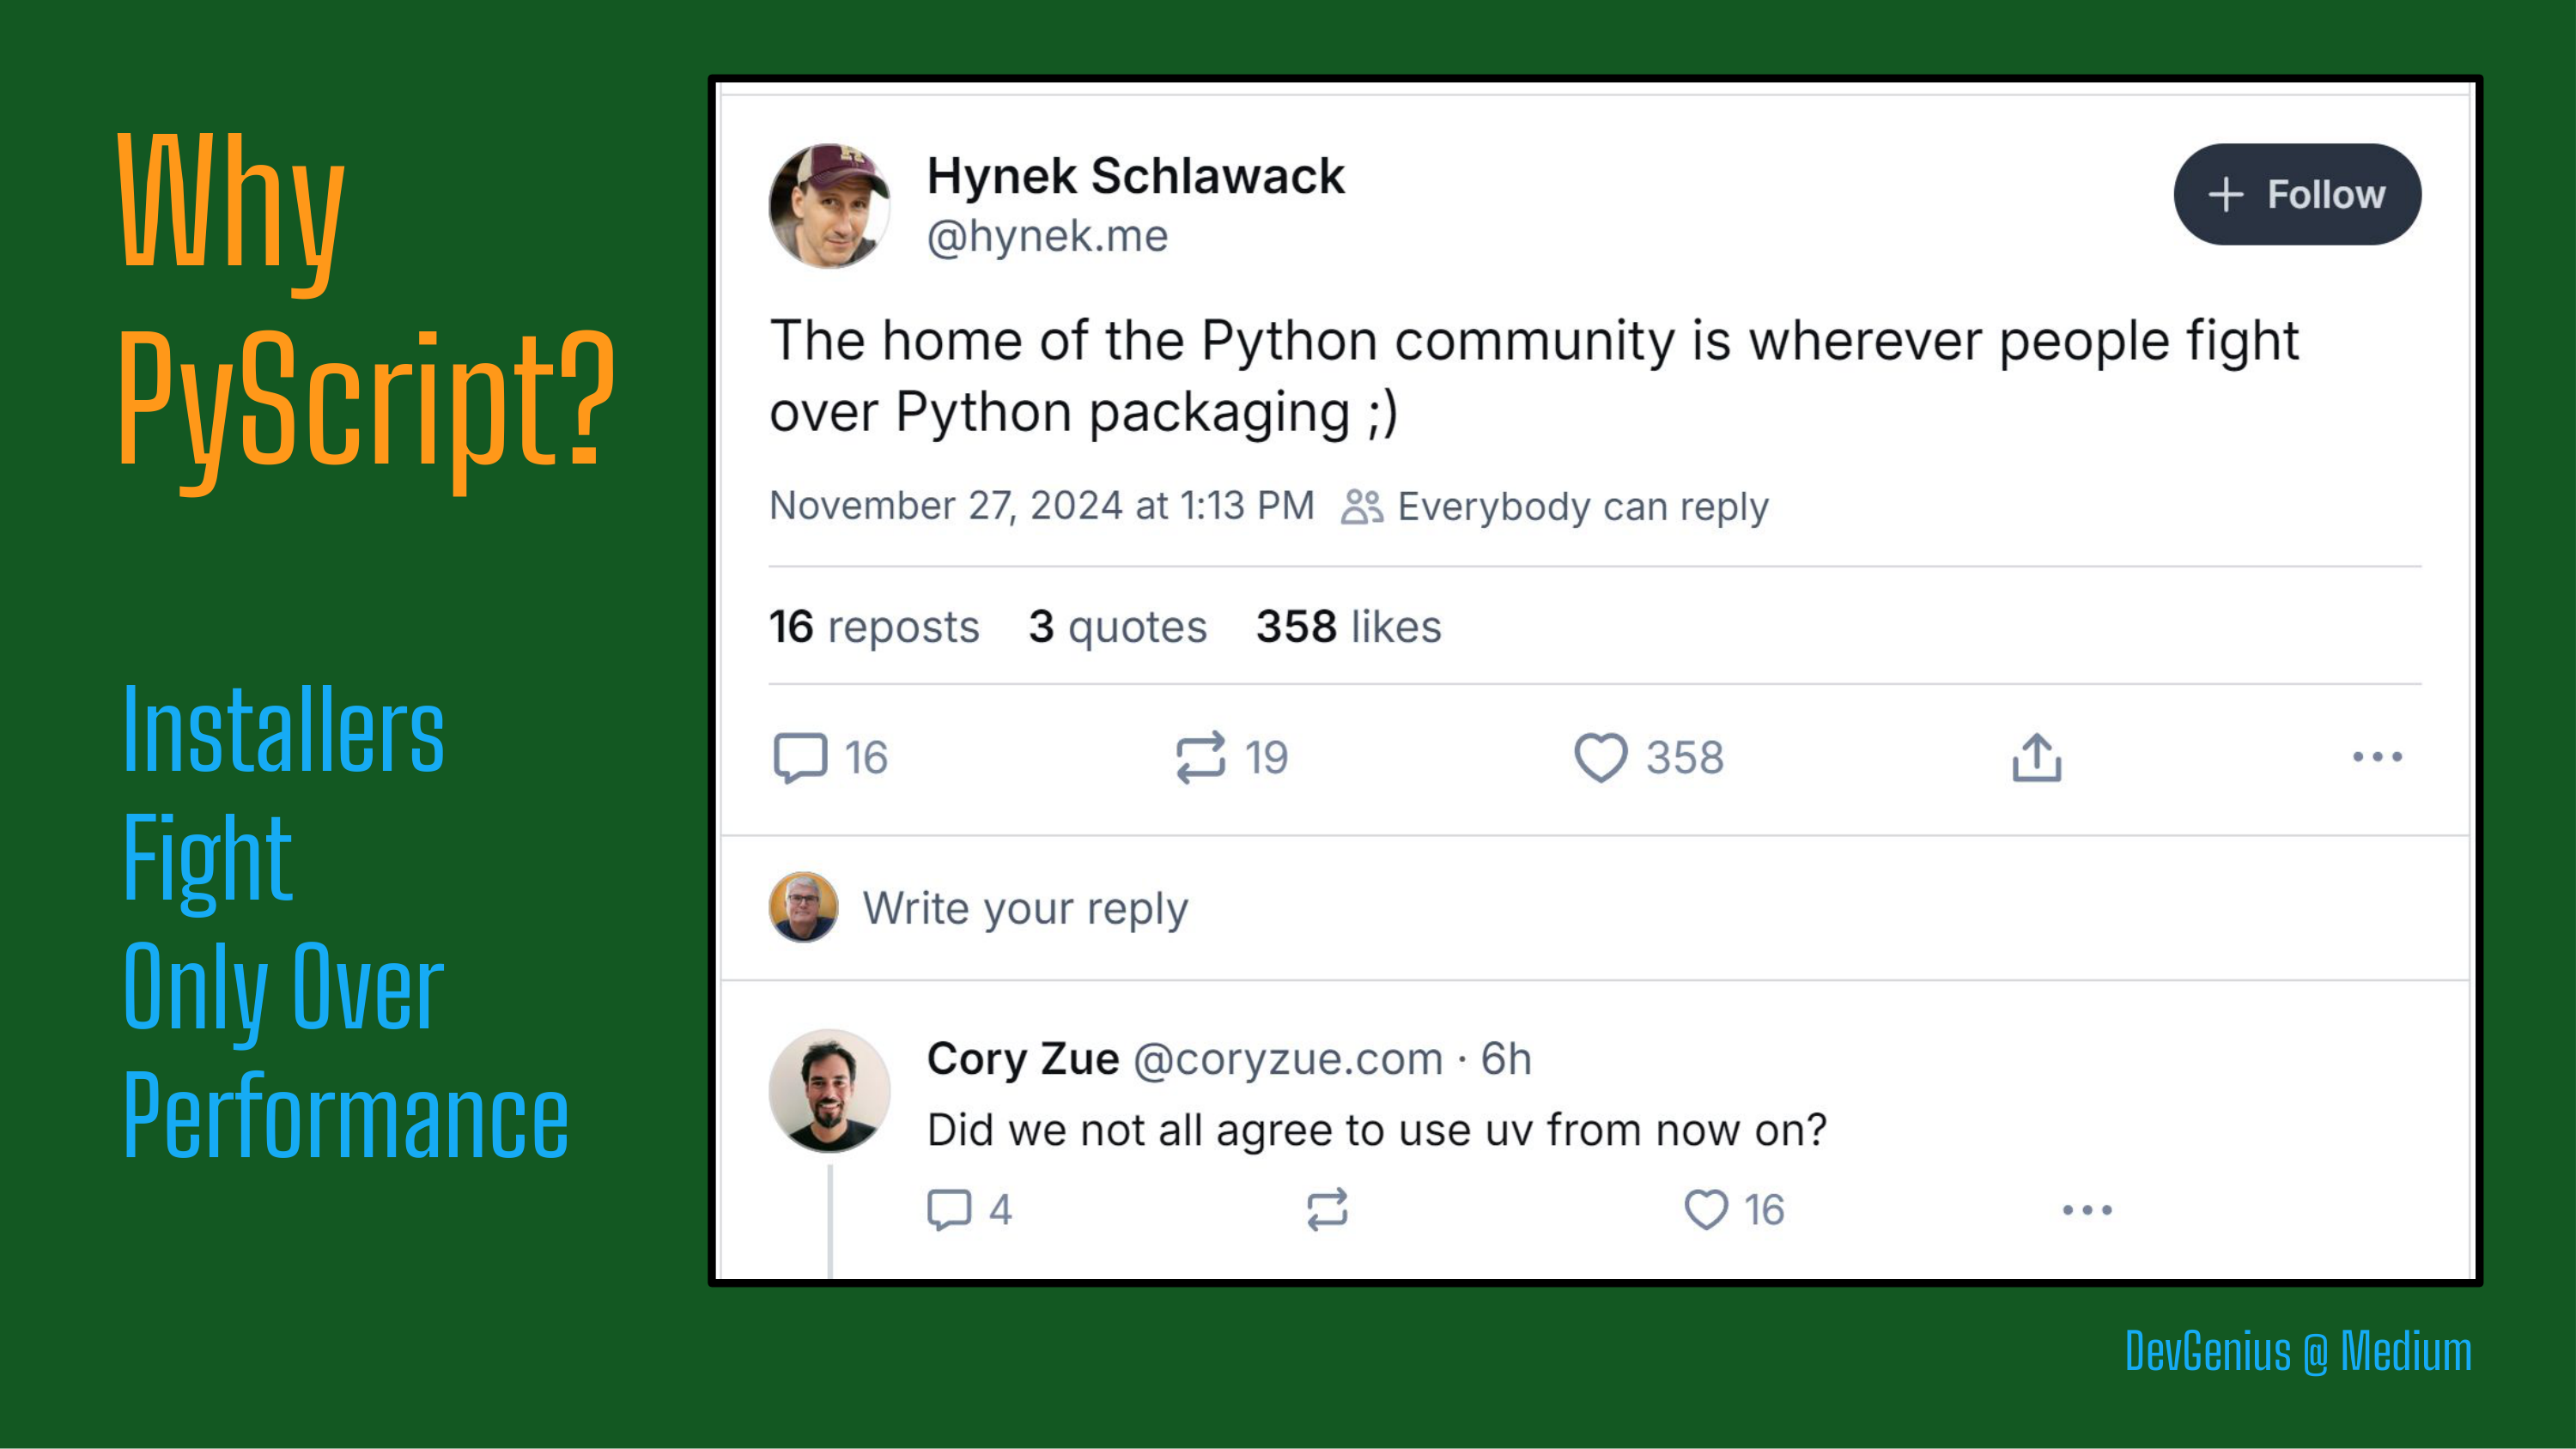 Why
PyScript?
Installers
Fight
Only Over
Performance
Hynek Schlawack
@hynek.me
+ Follow
The home of the Python community is wherever people fight
over Python packaging ;)
November 27, 2024 at 1:13 PM Everybody can reply
16 reposts 3 quotes 358 likes
16 19 358 ...
Write your reply
Cory Zue @coryzue.com · 6h
Did we not all agree to use uv from now on?
4 16 ...
DevGenius @ Medium